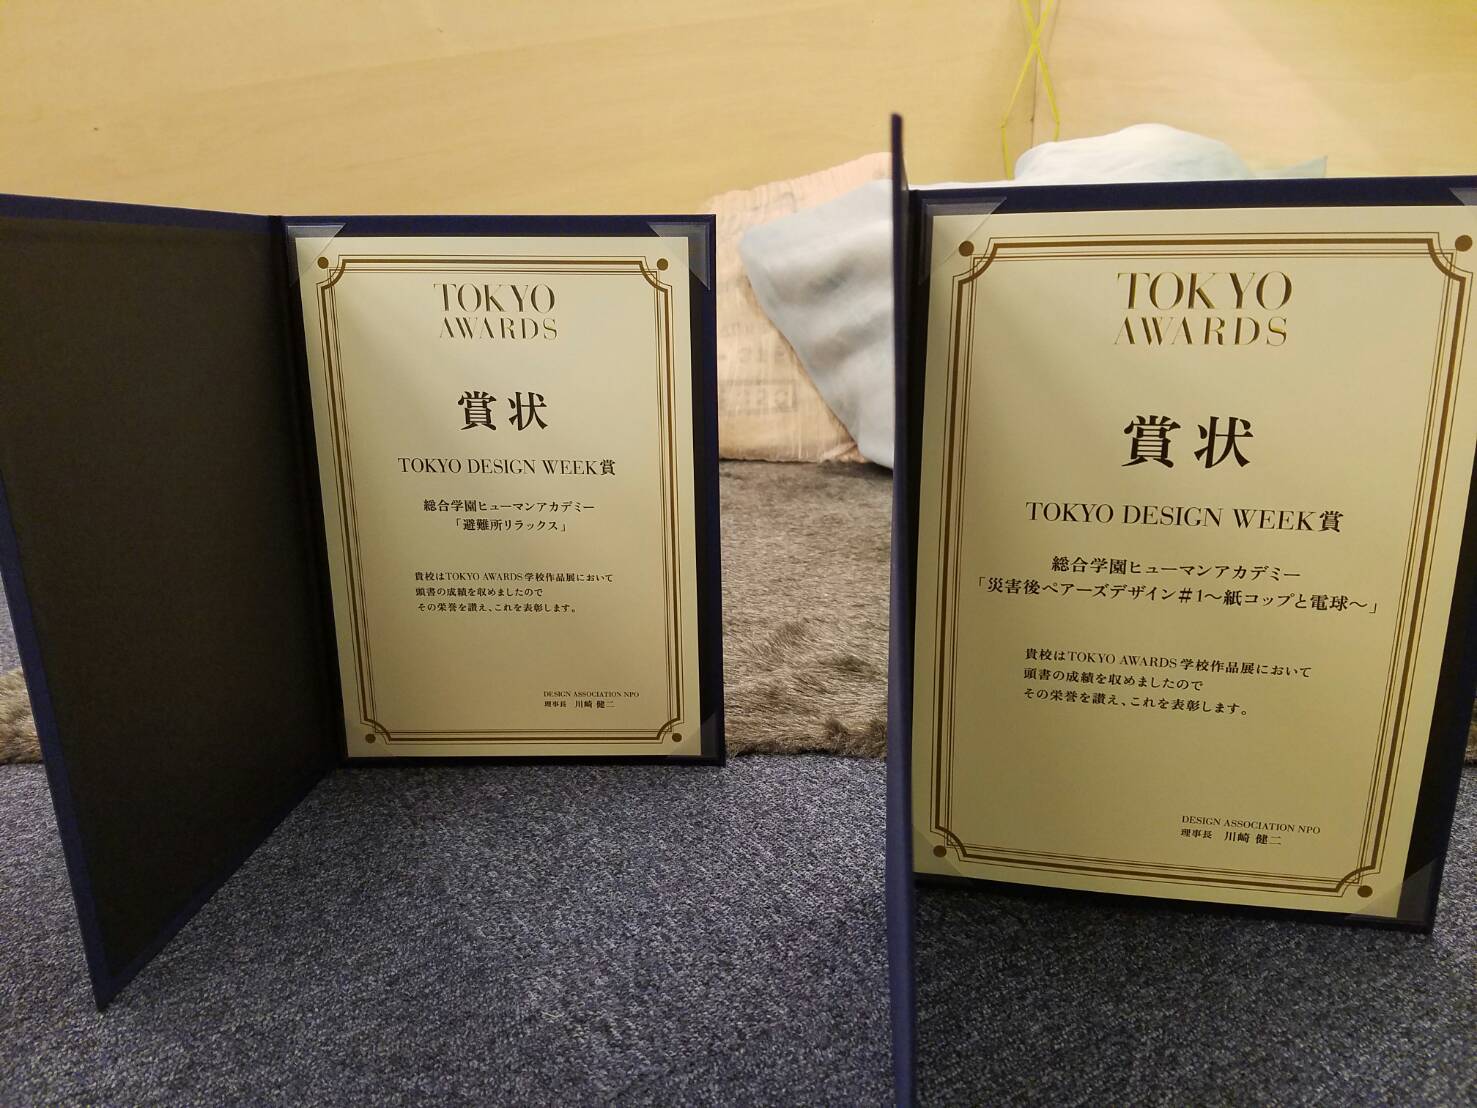 TOKYO
AWARDS
賞状
TOKYO DESIGN WEEK賞
総合学園ヒューマンアカデミー
「避難所リラックス」
貴校はTOKYO AWARDS学校作品展において
頭書の成績を収めましたので
その栄誉を讃え、これを表彰します。
DESIGN ASSOCIATION NPO
理事長 川崎 健二
TOKYO
AWARDS
賞状
TOKYO DESIGN WEEK賞
総合学園ヒューマンアカデミー
「災害後ペアーズデザイン#1〜紙コップと電球〜」
貴校はTOKYO AWARDS学校作品展において
頭書の成績を収めましたので
その栄誉を讃え、これを表彰します。
DESIGN ASSOCIATION NPO
理事長 川崎 健二